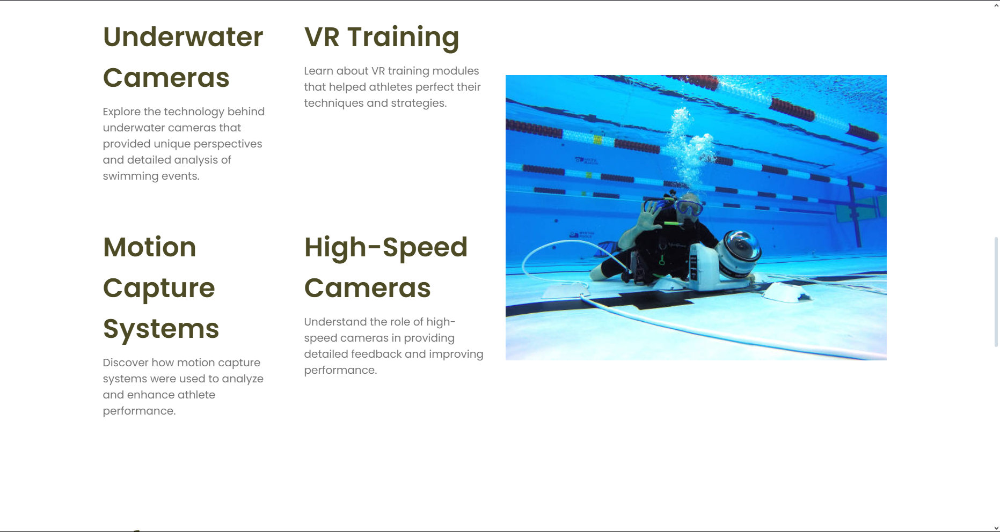 Underwater
Cameras
Explore the technology behind
underwater cameras that
provided unique perspectives
and detailed analysis of
swimming events.
VR Training
Learn about VR training modules
that helped athletes perfect their
techniques and strategies.
Motion
Capture
Systems
Discover how motion capture
systems were used to analyze
and enhance athlete
performance.
High-Speed
Cameras
Understand the role of high-
speed cameras in providing
detailed feedback and improving
performance.